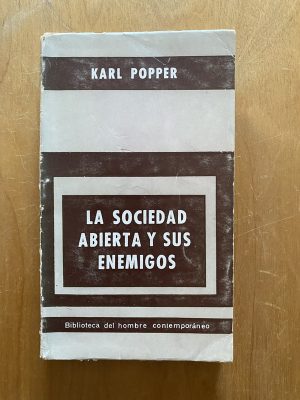 KARL POPPER
LA SOCIEDAD
ABIERTA Y SUS
ENEMIGOS
Biblioteca del hombre contemporáneo